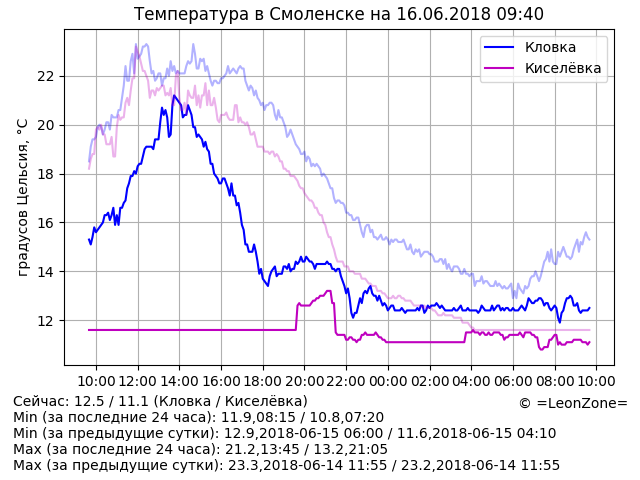 Температура в Смоленске на 16.06.2018 09:40
Кловка
Киселёвка
градусов Цельсия, °C
22
20
18
16
14
12
10:00 12:00 14:00 16:00 18:00 20:00 22:00 00:00 02:00 04:00 06:00 08:00 10:00
Сейчас: 12.5 / 11.1 (Кловка / Киселёвка)
© =LeonZone=
Min (за последние 24 часа): 11.9,08:15 / 10.8,07:20
Min (за предыдущие сутки): 12.9,2018-06-15 06:00 / 11.6,2018-06-15 04:10
Max (за последние 24 часа): 21.2,13:45 / 13.2,21:05
Max (за предыдущие сутки): 23.3,2018-06-14 11:55 / 23.2,2018-06-14 11:55